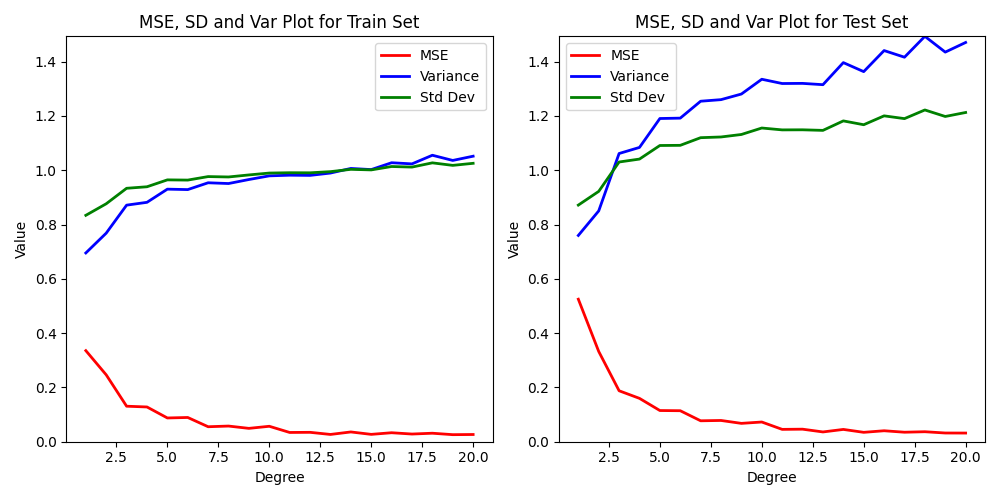 MSE, SD and Var Plot for Train Set
MSE
Variance
Std Dev
1.4
1.2
1.0
0.8
0.6
0.4
0.2
0.0
Value
2.5 5.0 7.5 10.0 12.5 15.0 17.5 20.0
Degree
MSE, SD and Var Plot for Test Set
MSE
Variance
Std Dev
1.4
1.2
1.0
0.8
0.6
0.4
0.2
0.0
Value
2.5 5.0 7.5 10.0 12.5 15.0 17.5 20.0
Degree